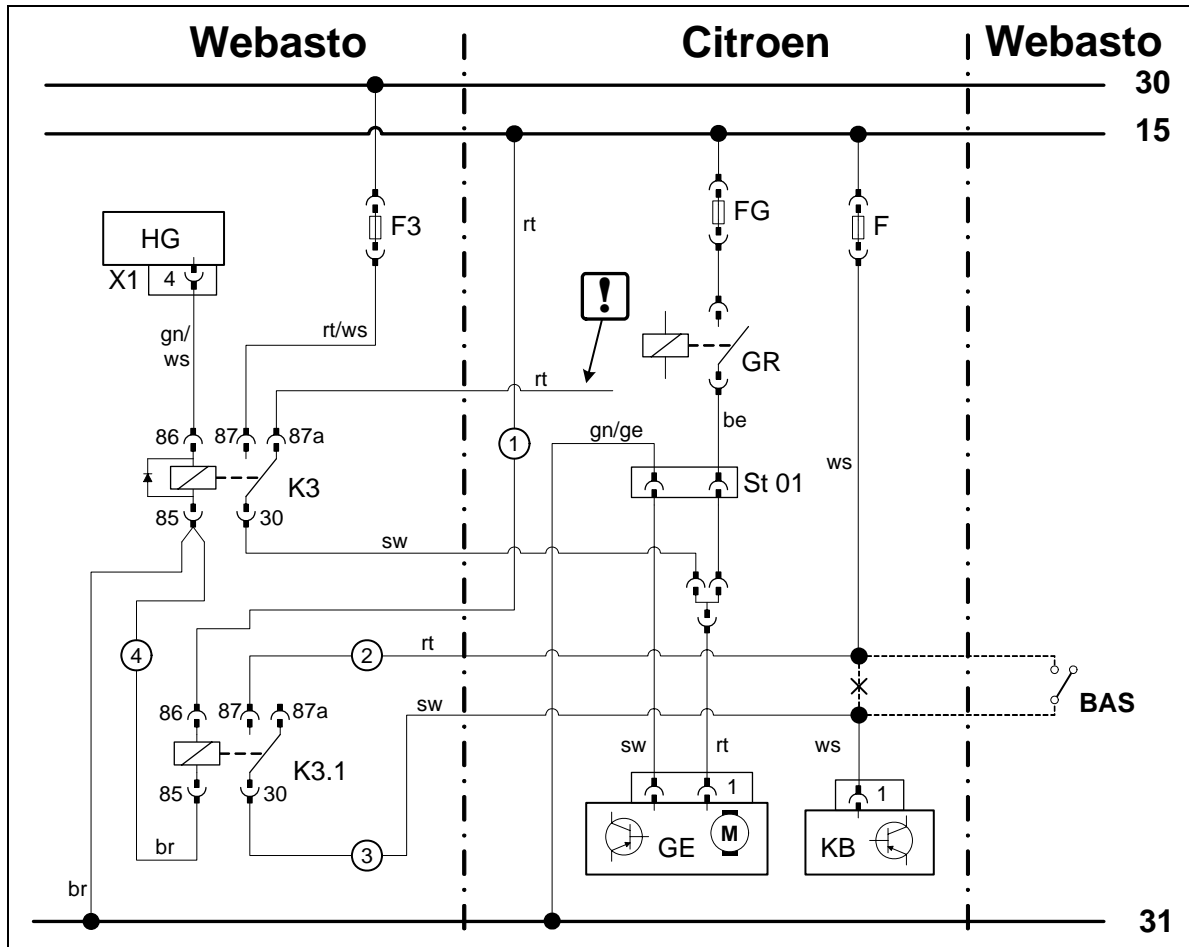 Webasto Citroen Webasto
30
15
F3
FG
F
rt
HG
X1 4
!
gn/
ws
rt/ws
GR
rt
be
86 87 87a
gn/ge
1
ws
K3
St 01
85 30
sw
4
2 rt
86 87 87a
sw
BAS
K3.1
sw rt ws
85 30
1 1
br
3
GE M KB
br
31